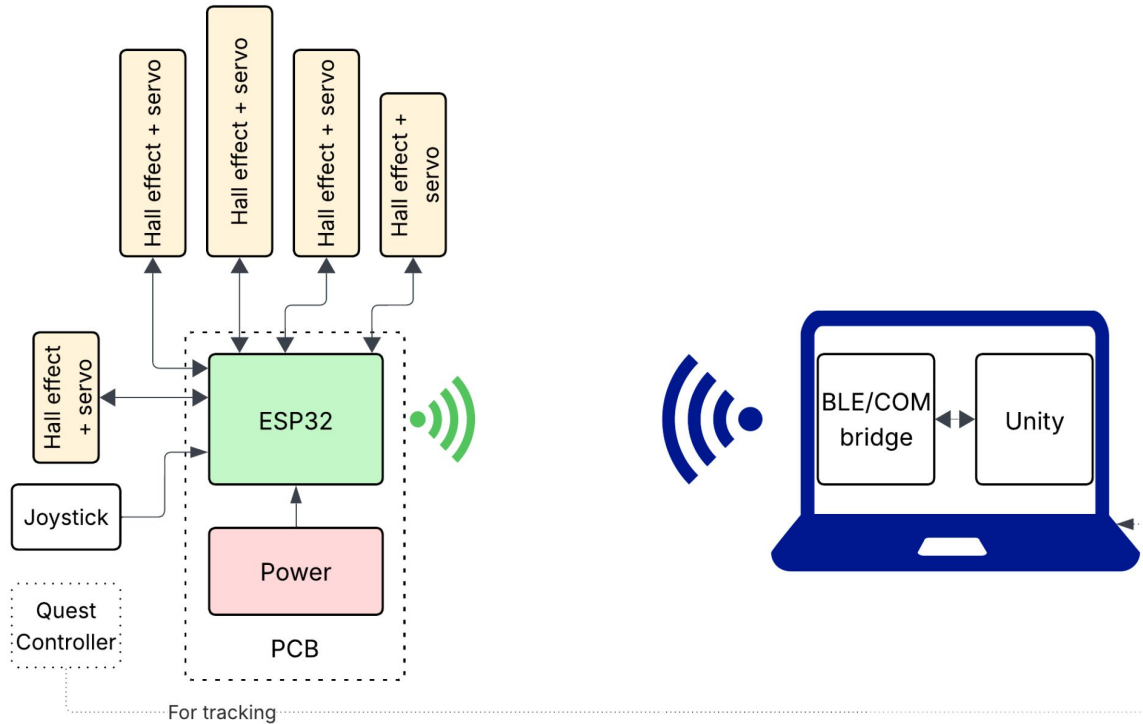 Hall effect + servo
Hall effect + servo
Hall effect + servo
Hall effect +
servo
Hall effect
+ servo
ESP32
Joystick
Power
PCB
Quest
Controller
For tracking
BLE/COM
bridge
Unity